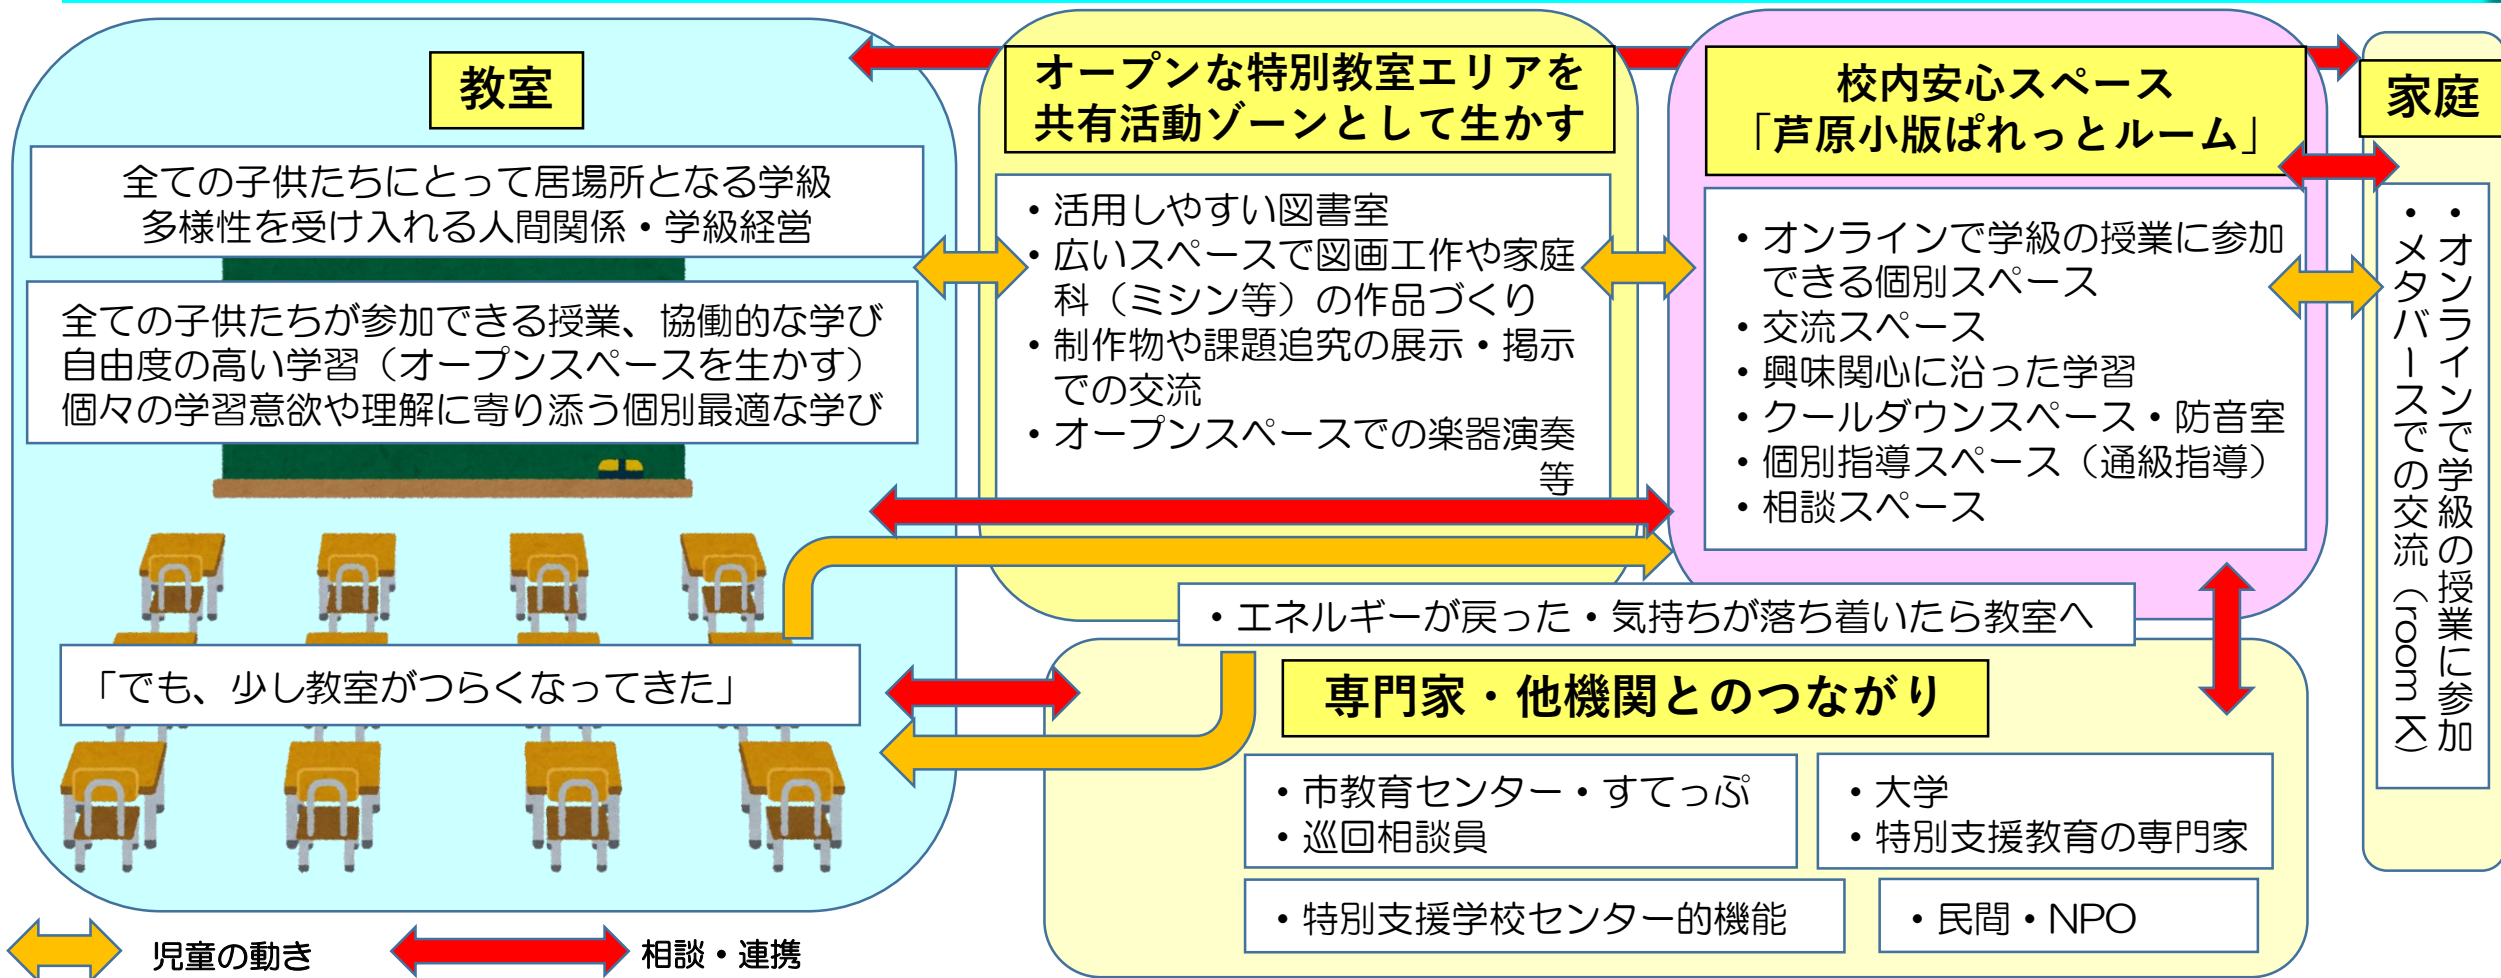 教室
全ての子供たちにとって居場所となる学級
多様性を受け入れる人間関係・学級経営
全ての子供たちが参加できる授業、協働的な学び
自由度の高い学習（オープンスペースを生かす）
個々の学習意欲や理解に寄り添う個別最適な学び
「でも、少し教室がつらくなってきた」
オープンな特別教室エリアを
共有活動ゾーンとして生かす
・活用しやすい図書室
・広いスペースで図画工作や家庭
科（ミシン等）の作品づくり
・制作物や課題追究の展示・掲示
での交流
・オープンスペースでの楽器演奏
等
校内安心スペース
「芦原小版ぱれっとルーム」
・オンラインで学級の授業に参加
できる個別スペース
・交流スペース
・興味関心に沿った学習
・クールダウンスペース・防音室
・個別指導スペース（通級指導）
・相談スペース
家庭
・オンラインで学級の授業に参加
・メタバースでの交流（room K）
・エネルギーが戻った・気持ちが落ち着いたら教室へ
専門家・他機関とのつながり
・市教育センター・すてっぷ
・巡回相談員
・大学
・特別支援教育の専門家
・特別支援学校センター的機能
・民間・NPO
児童の動き
相談・連携